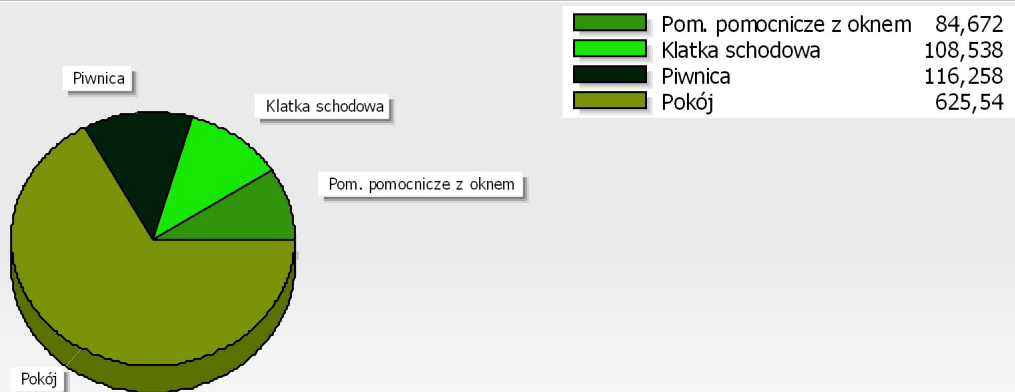 Pom. pomocnicze z oknem 84,672
Klatka schodowa 108,538
Piwnica 116,258
Pokój 625,54
Piwnica
Klatka schodowa
Pom. pomocnicze z oknem
Pokój